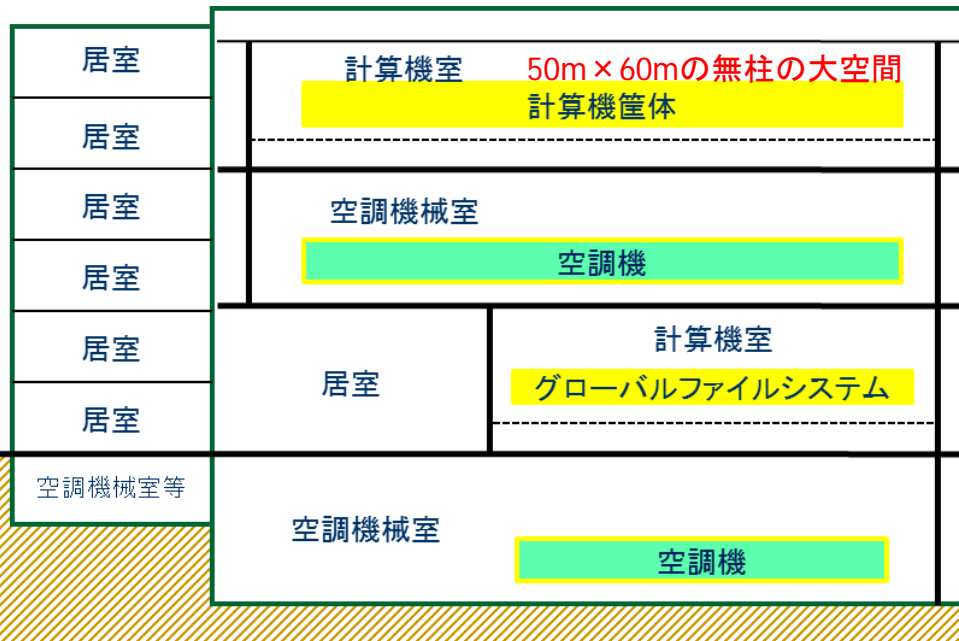 居室
居室
居室
居室
居室
居室
空調機械室等
計算機室
50m×60mの無柱の大空間
計算機筐体
空調機械室
空調機
居室
計算機室
グローバルファイルシステム
空調機械室
空調機